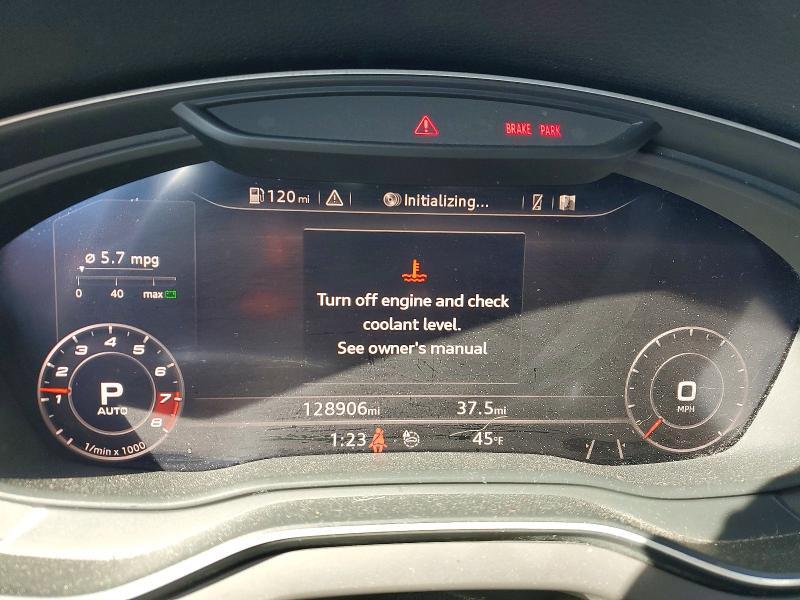 BRAKE PARK
120 mi
Initializing...
ø 5.7 mpg
0 40 max
Turn off engine and check
coolant level.
See owner's manual
1 2 3 4 5 6 7 8
P
AUTO
1/min x 1000
0
MPH
128906mi 37.5mi
1:23 45°F